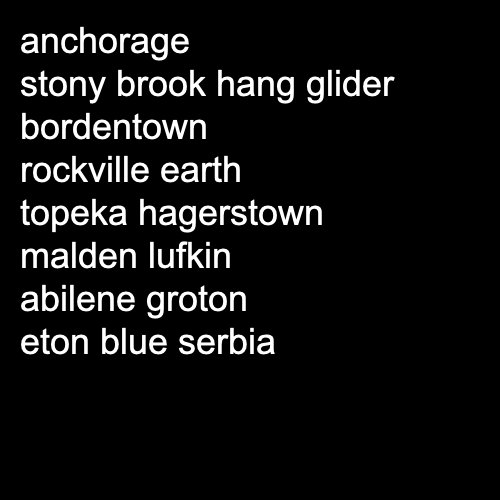 anchorage
stony brook hang glider
bordentown
rockville earth
topeka hagerstown
malden lufkin
abilene groton
eton blue serbia